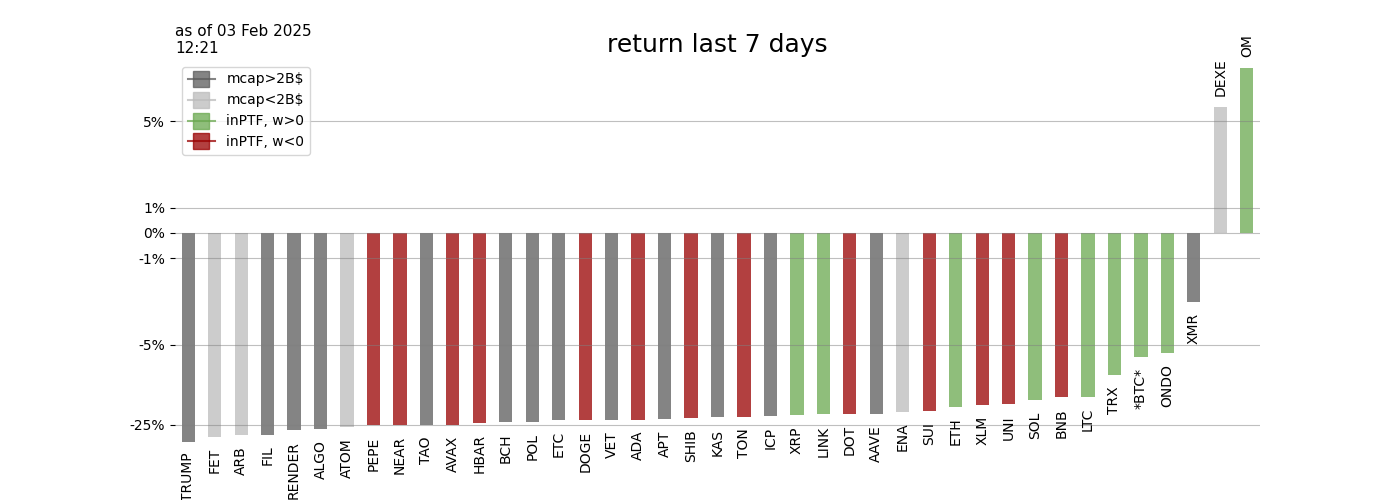 as of 03 Feb 2025
12:21
return last 7 days
mcap>2B$
mcap<2B$
inPTF, w>0
inPTF, w<0
5%
1%
0%
-1%
-5%
-25%
TRUMP
FET
ARB
FIL
RENDER
ALGO
ATOM
PEPE
NEAR
TAO
AVAX
HBAR
BCH
POL
ETC
DOGE
VET
ADA
APT
SHIB
KAS
TON
ICP
XRP
LINK
DOT
AAVE
ENA
SUI
ETH
XLM
UNI
SOL
BNB
LTC
TRX
*BTC*
ONDO
XMR
DEXE
OM